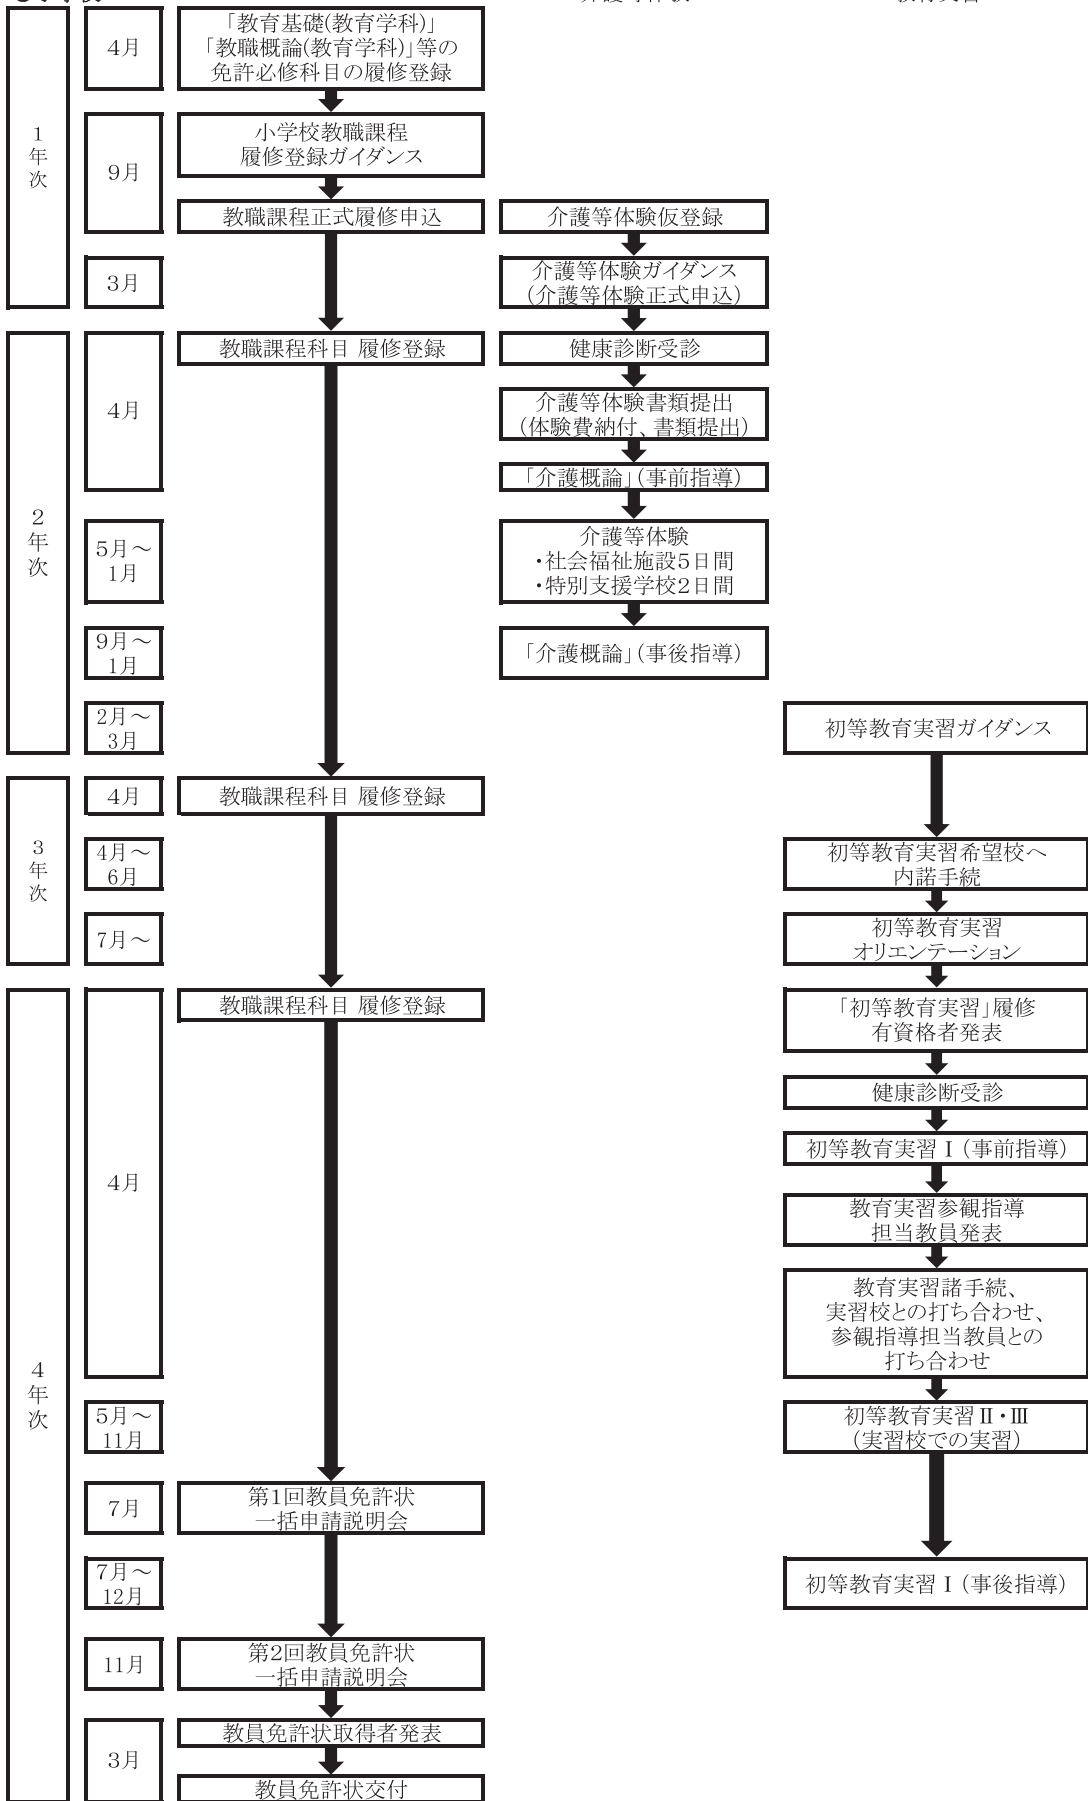 1年次
4月
「教育基礎(教育学科)」
「教職概論(教育学科)」等の
免許必修科目の履修登録
9月
小学校教職課程
履修登録ガイダンス
教職課程正式履修申込
介護等体験仮登録
3月
介護等体験ガイダンス
(介護等体験正式申込)
2年次
4月
教職課程科目 履修登録
健康診断受診
介護等体験書類提出
(体験費納付、書類提出)
「介護概論」(事前指導)
5月～
1月
介護等体験
・社会福祉施設5日間
・特別支援学校2日間
9月～
1月
「介護概論」(事後指導)
2月～
3月
初等教育実習ガイダンス
3年次
4月
教職課程科目 履修登録
4月～
6月
初等教育実習希望校へ
内諾手続
7月～
初等教育実習
オリエンテーション
4年次
4月
教職課程科目 履修登録
「初等教育実習」履修
有資格者発表
健康診断受診
初等教育実習Ⅰ(事前指導)
教育実習参観指導
担当教員発表
教育実習諸手続、
実習校との打ち合わせ、
参観指導担当教員との
打ち合わせ
5月～
11月
初等教育実習Ⅱ・Ⅲ
(実習校での実習)
7月
第1回教員免許状
一括申請説明会
7月～
12月
初等教育実習Ⅰ(事後指導)
11月
第2回教員免許状
一括申請説明会
3月
教員免許状取得者発表
教員免許状交付